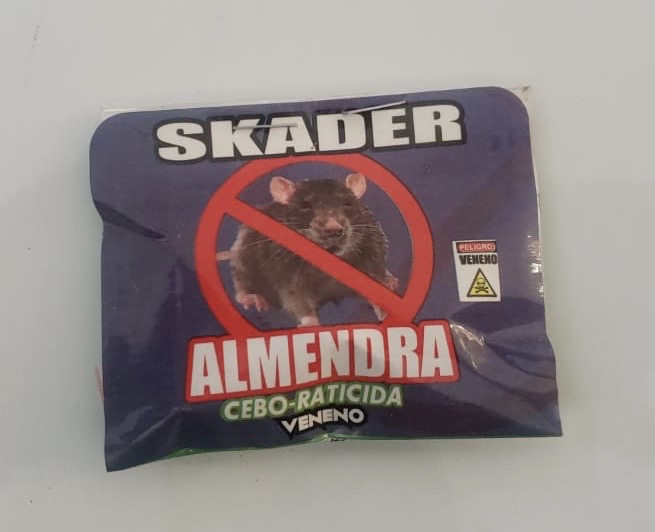 SKADER
PELIGRO
VENENO
ALMENDRA
CEBO-RATICIDA
VENENO